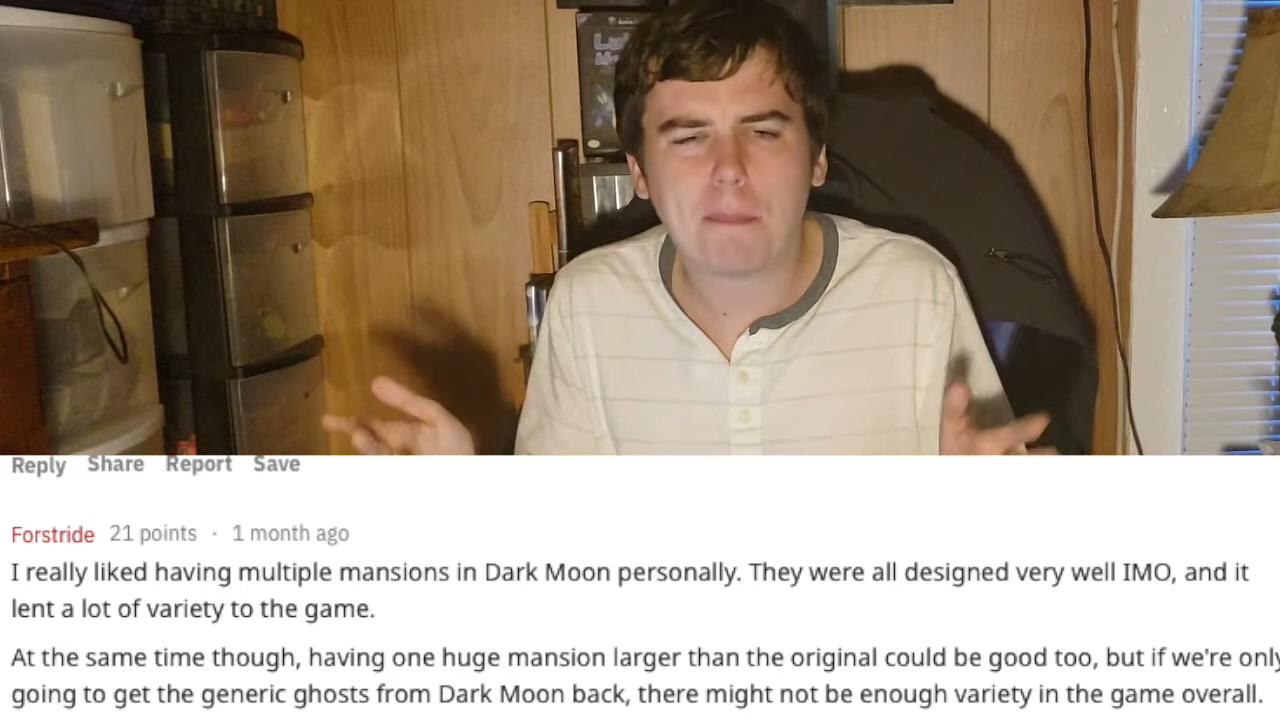 Reply Share Report Save
Forstride 21 points · 1 month ago
I really liked having multiple mansions in Dark Moon personally. They were all designed very well IMO, and it
lent a lot of variety to the game.
At the same time though, having one huge mansion larger than the original could be good too, but if we're only
going to get the generic ghosts from Dark Moon back, there might not be enough variety in the game overall.